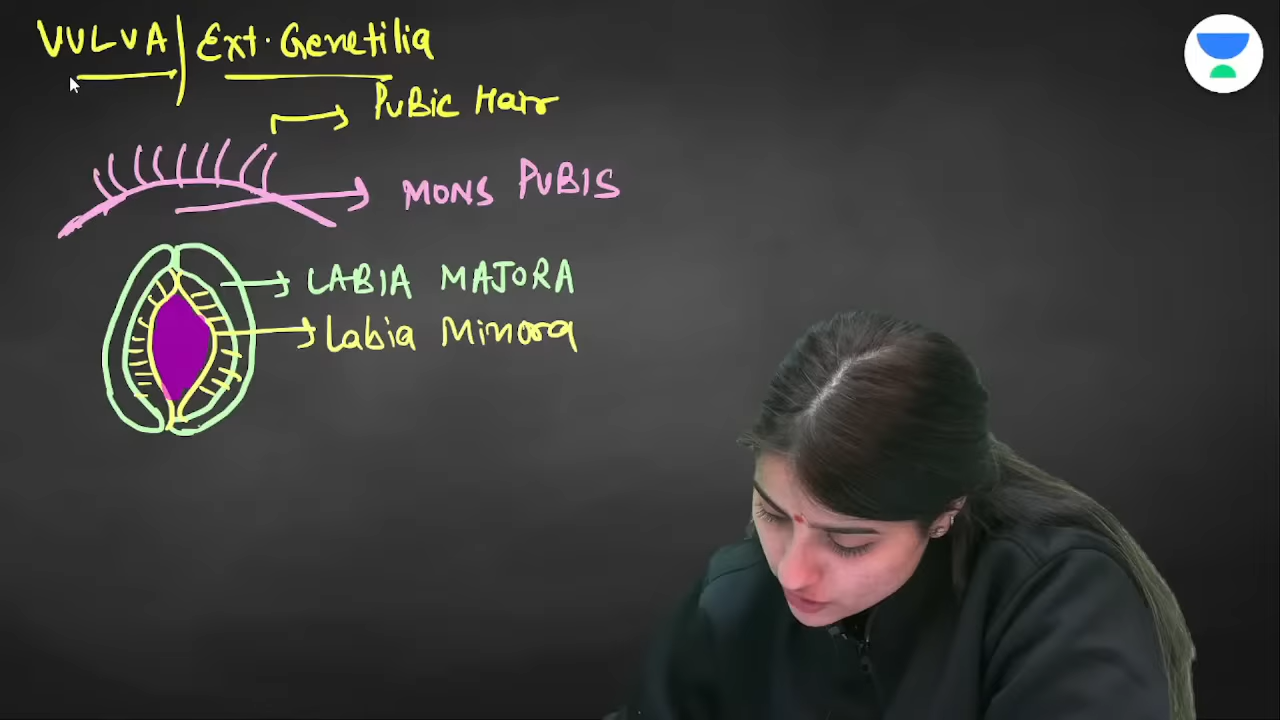 VULVA | Ext. Genetilia
Pubic Hair
MONS PUBIS
LABIA MAJORA
Labia Minora